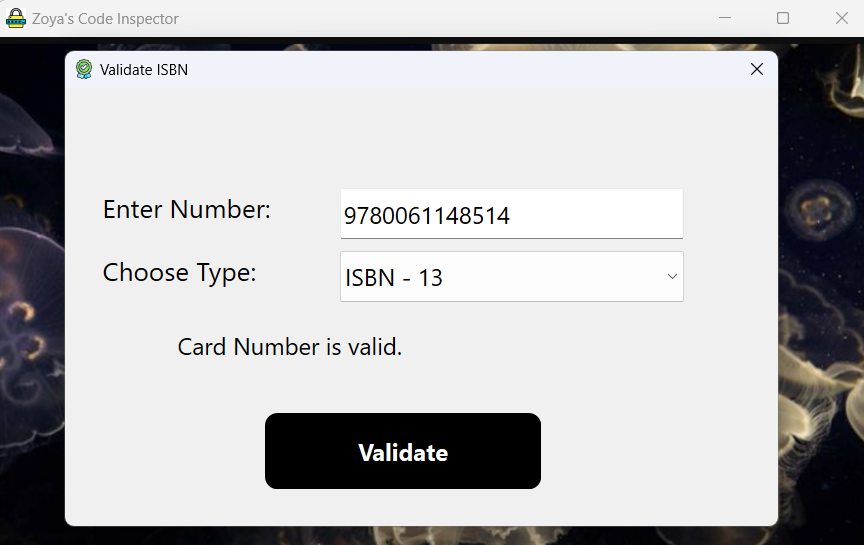 Zoya's Code Inspector
Validate ISBN
Enter Number:
9780061148514
Choose Type:
ISBN - 13
Card Number is valid.
Validate